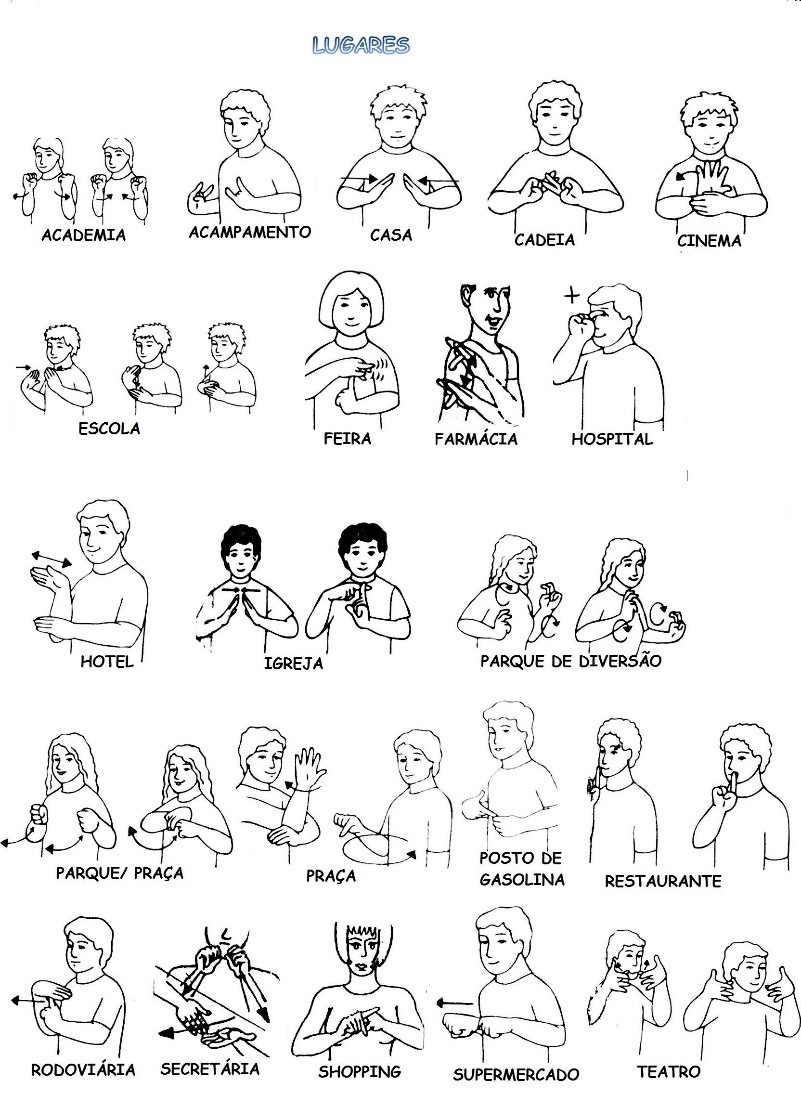 LUGARES
ACADEMIA
ACAMPAMENTO
CASA
CADEIA
CINEMA
ESCOLA
FEIRA
FARMÁCIA
+
HOSPITAL
HOTEL
IGREJA
PARQUE DE DIVERSÃO
PARQUE/ PRAÇA
PRAÇA
POSTO DE
GASOLINA
RESTAURANTE
RODOVIÁRIA
SECRETÁRIA
SHOPPING
SUPERMERCADO
TEATRO